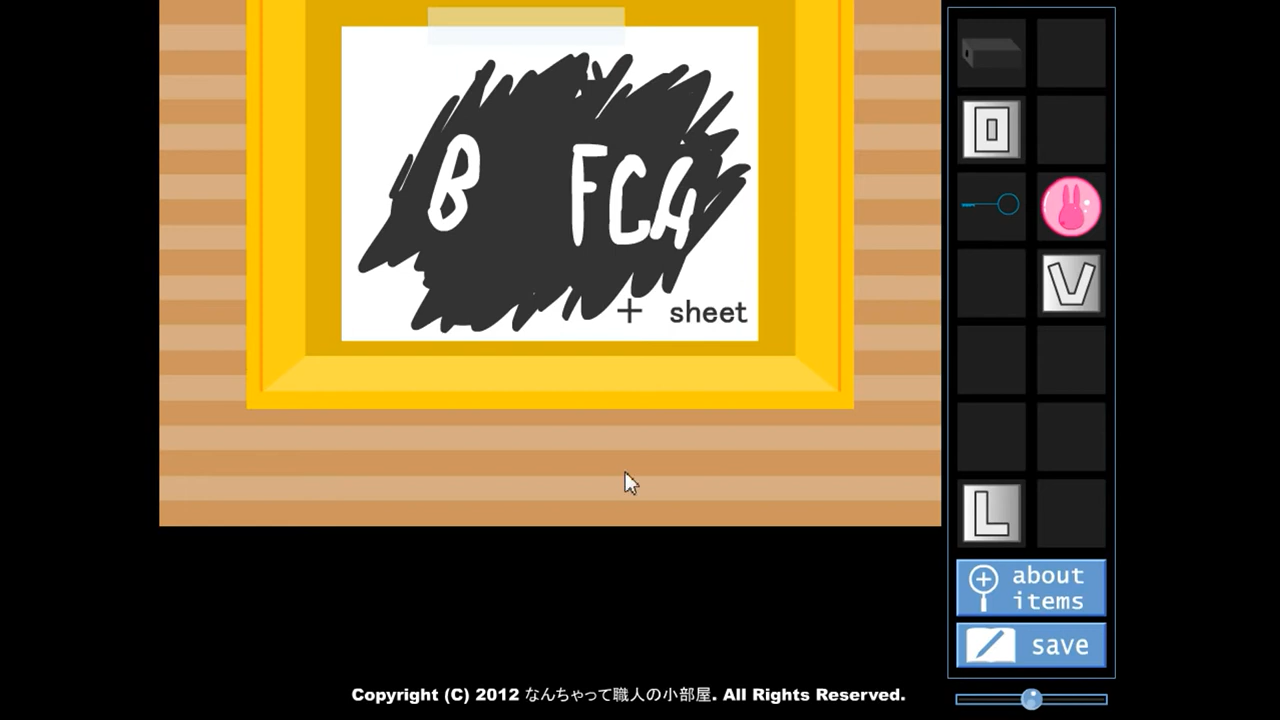 B FCA
+ sheet
O
V
L
about
items
save
Copyright (C) 2012 なんちゃって職人の小部屋. All Rights Reserved.